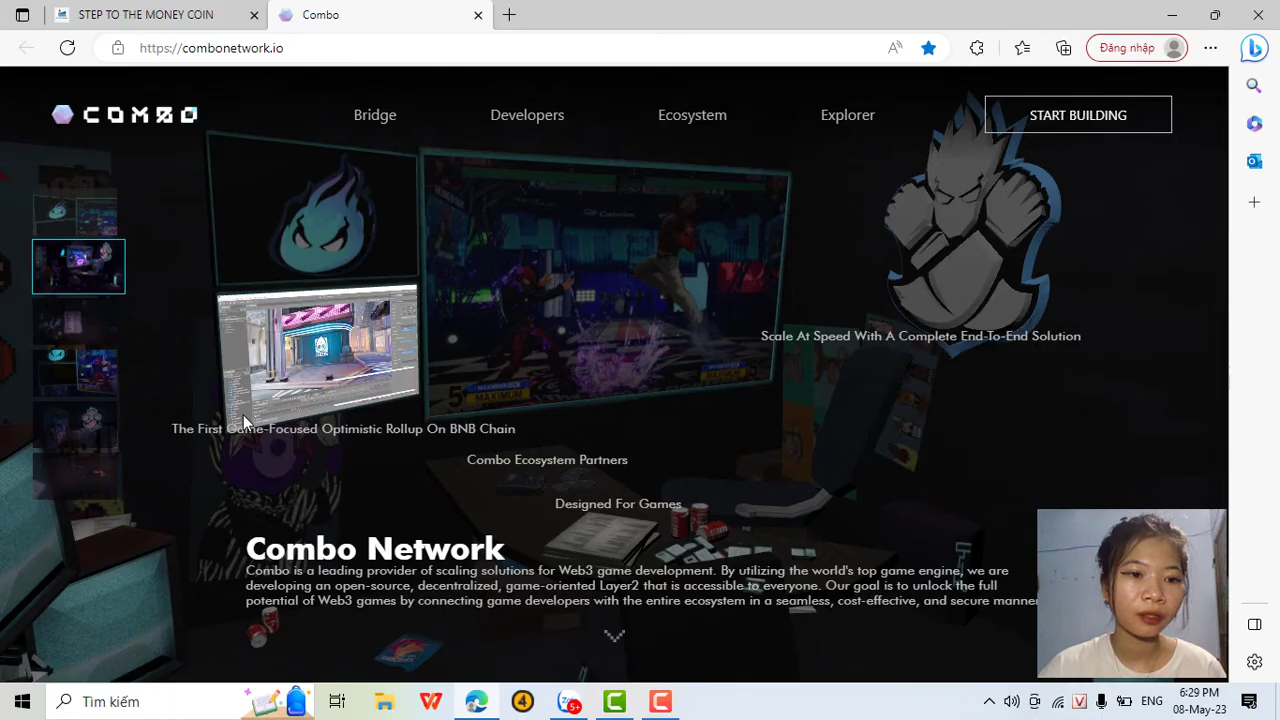 STEP TO THE MONEY COIN
Combo
https://combonetwork.io
Đăng nhập
COMBO
Bridge
Developers
Ecosystem
Explorer
START BUILDING
Scale At Speed With A Complete End-To-End Solution
The First Game-Focused Optimistic Rollup On BNB Chain
Combo Ecosystem Partners
Designed For Games
Combo Network
Combo is a leading provider of scaling solutions for Web3 game development. By utilizing the world's top game engine, we are
developing an open-source, decentralized, game-oriented Layer2 that is accessible to everyone. Our goal is to unlock the full
potential of Web3 games by connecting game developers with the entire ecosystem in a seamless, cost-effective, and secure manner
Tìm kiếm
5+
ENG
6:29 PM
08-May-23